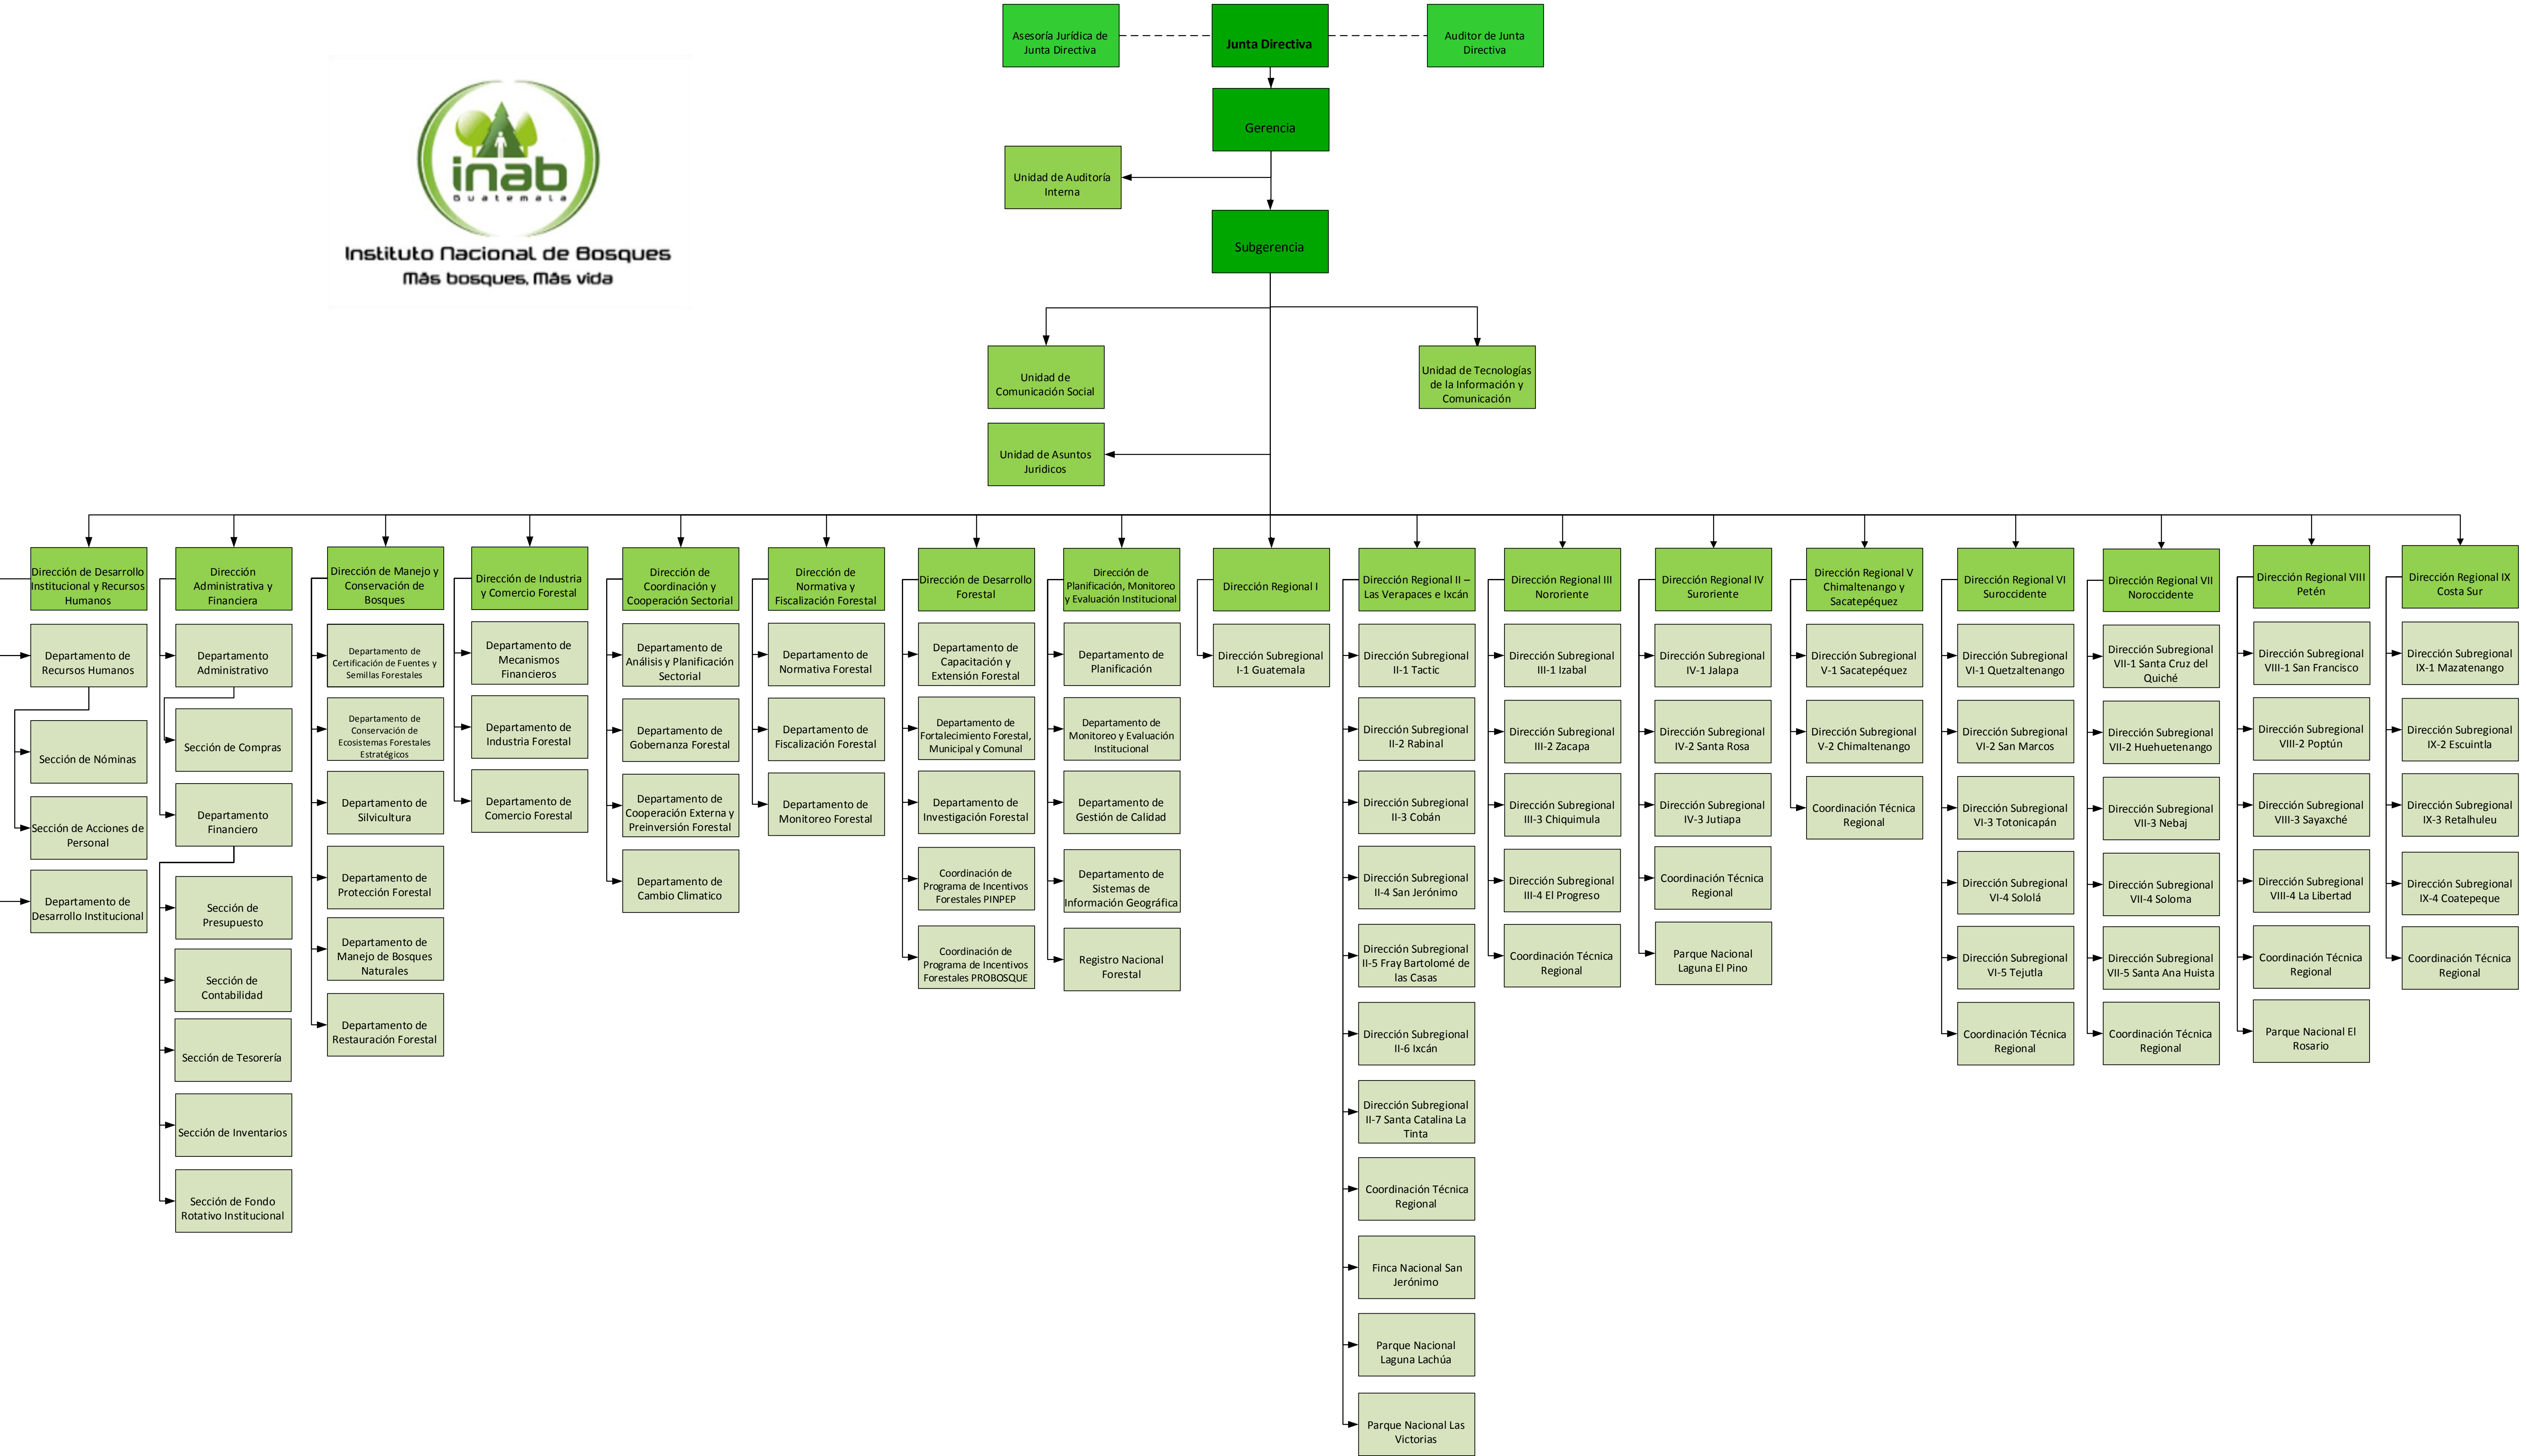 Asesoría Jurídica de
Junta Directiva
Junta Directiva
Auditor de Junta
Directiva
inab
Guatemala
Instituto Nacional de Bosques
Más bosques, Más vida
Gerencia
Unidad de Auditoría
Interna
Subgerencia
Unidad de
Comunicación Social
Unidad de Tecnologías
de la Información y
Comunicación
Unidad de Asuntos
Juridicos
Dirección de Desarrollo
Institucional y Recursos
Humanos
Departamento de
Recursos Humanos
Sección de Nóminas
Sección de Acciones de
Personal
Departamento de
Desarrollo Institucional
Dirección
Administrativa y
Financiera
Departamento
Administrativo
Sección de Compras
Departamento
Financiero
Sección de
Presupuesto
Sección de
Contabilidad
Sección de Tesorería
Sección de Inventarios
Sección de Fondo
Rotativo Institucional
Dirección de Manejo y
Conservación de
Bosques
Departamento de
Certificación de Fuentes y
Semillas Forestales
Departamento de
Conservación de
Ecosistemas Forestales
Estratégicos
Departamento de
Silvicultura
Departamento de
Protección Forestal
Departamento de
Manejo de Bosques
Naturales
Departamento de
Restauración Forestal
Dirección de Industria
y Comercio Forestal
Departamento de
Mecanismos
Financieros
Departamento de
Industria Forestal
Departamento de
Comercio Forestal
Dirección de
Coordinación y
Cooperación Sectorial
Departamento de
Análisis y Planificación
Sectorial
Departamento de
Gobernanza Forestal
Departamento de
Cooperación Externa y
Preinversión Forestal
Departamento de
Cambio Climatico
Dirección de
Normativa y
Fiscalización Forestal
Departamento de
Normativa Forestal
Departamento de
Fiscalización Forestal
Departamento de
Monitoreo Forestal
Dirección de Desarrollo
Forestal
Departamento de
Capacitación y
Extensión Forestal
Departamento de
Fortalecimiento Forestal,
Municipal y Comunal
Departamento de
Investigación Forestal
Coordinación de
Programa de Incentivos
Forestales PINPEP
Coordinación de
Programa de Incentivos
Forestales PROBOSQUE
Dirección de
Planificación, Monitoreo
y Evaluación Institucional
Departamento de
Planificación
Departamento de
Monitoreo y Evaluación
Institucional
Departamento de
Gestión de Calidad
Departamento de
Sistemas de
Información Geográfica
Registro Nacional
Forestal
Dirección Regional I
Dirección Subregional
I-1 Guatemala
Dirección Regional II –
Las Verapaces e Ixcán
Dirección Subregional
II-1 Tactic
Dirección Subregional
II-2 Rabinal
Dirección Subregional
II-3 Cobán
Dirección Subregional
II-4 San Jerónimo
Dirección Subregional
II-5 Fray Bartolomé de
las Casas
Dirección Subregional
II-6 Ixcán
Dirección Subregional
II-7 Santa Catalina La
Tinta
Coordinación Técnica
Regional
Finca Nacional San
Jerónimo
Parque Nacional
Laguna Lachúa
Parque Nacional Las
Victorias
Dirección Regional III
Nororiente
Dirección Subregional
III-1 Izabal
Dirección Subregional
III-2 Zacapa
Dirección Subregional
III-3 Chiquimula
Dirección Subregional
III-4 El Progreso
Coordinación Técnica
Regional
Dirección Regional IV
Suroriente
Dirección Subregional
IV-1 Jalapa
Dirección Subregional
IV-2 Santa Rosa
Dirección Subregional
IV-3 Jutiapa
Coordinación Técnica
Regional
Parque Nacional
Laguna El Pino
Dirección Regional V
Chimaltenango y
Sacatepéquez
Dirección Subregional
V-1 Sacatepéquez
Dirección Subregional
V-2 Chimaltenango
Coordinación Técnica
Regional
Dirección Regional VI
Suroccidente
Dirección Subregional
VI-1 Quetzaltenango
Dirección Subregional
VI-2 San Marcos
Dirección Subregional
VI-3 Totonicapán
Dirección Subregional
VI-4 Sololá
Dirección Subregional
VI-5 Tejutla
Coordinación Técnica
Regional
Dirección Regional VII
Noroccidente
Dirección Subregional
VII-1 Santa Cruz del
Quiché
Dirección Subregional
VII-2 Huehuetenango
Dirección Subregional
VII-3 Nebaj
Dirección Subregional
VII-4 Soloma
Dirección Subregional
VII-5 Santa Ana Huista
Coordinación Técnica
Regional
Dirección Regional VIII
Petén
Dirección Subregional
VIII-1 San Francisco
Dirección Subregional
VIII-2 Poptún
Dirección Subregional
VIII-3 Sayaxché
Dirección Subregional
VIII-4 La Libertad
Coordinación Técnica
Regional
Parque Nacional El
Rosario
Dirección Regional IX
Costa Sur
Dirección Subregional
IX-1 Mazatenango
Dirección Subregional
IX-2 Escuintla
Dirección Subregional
IX-3 Retalhuleu
Dirección Subregional
IX-4 Coatepeque
Coordinación Técnica
Regional